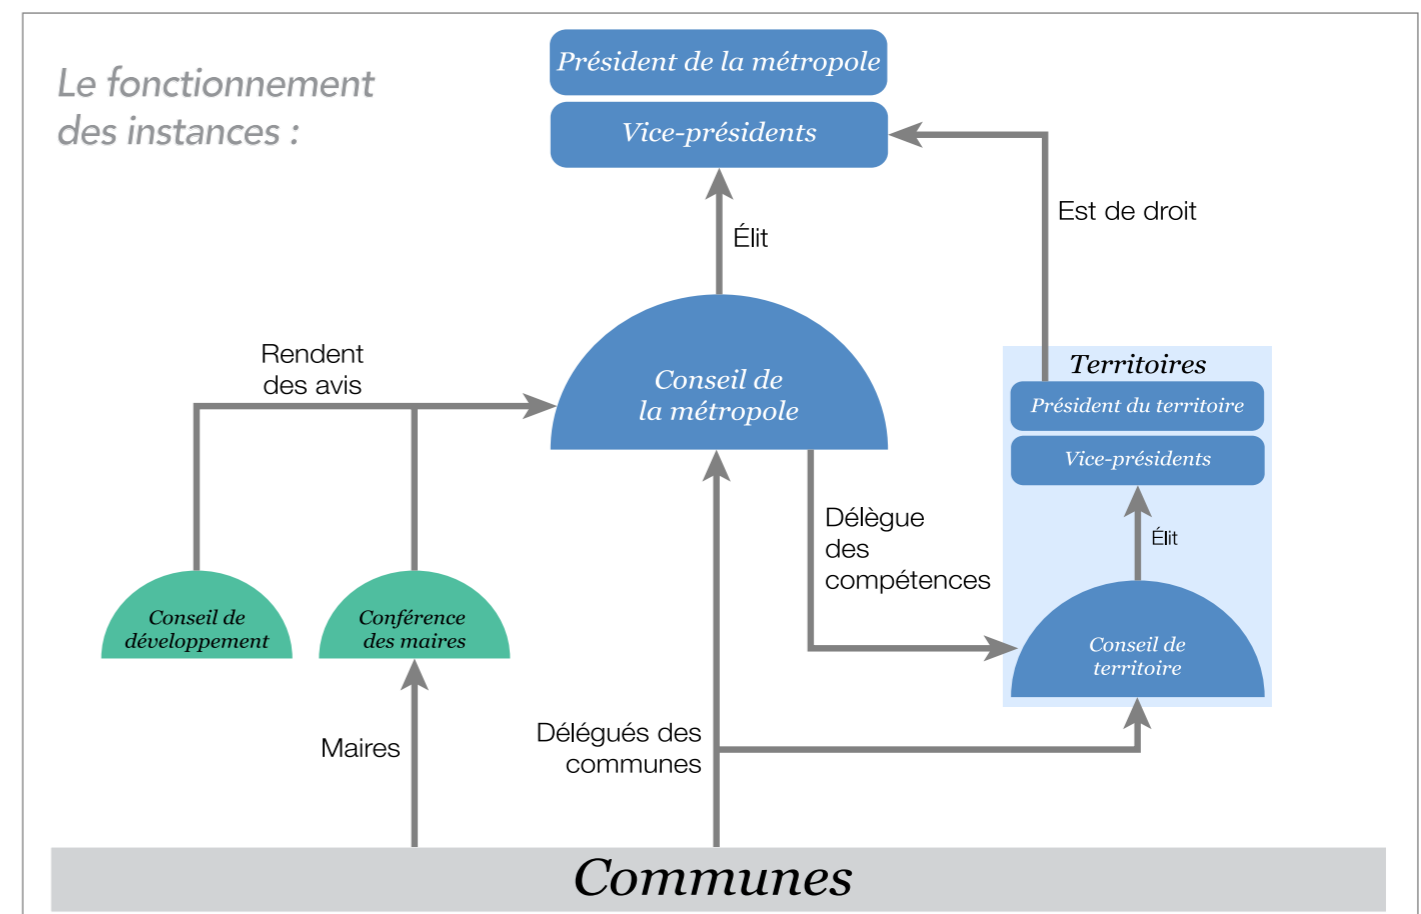 Le fonctionnement
des instances :
Président de la métropole
Vice-présidents
Est de droit
Élit
Rendent
des avis
Conseil de
la métropole
Territoires
Président du territoire
Vice-présidents
Élit
Délègue
des
compétences
Conseil de
développement
Conférence
des maires
Conseil de
territoire
Maires
Délégués des
communes
Communes